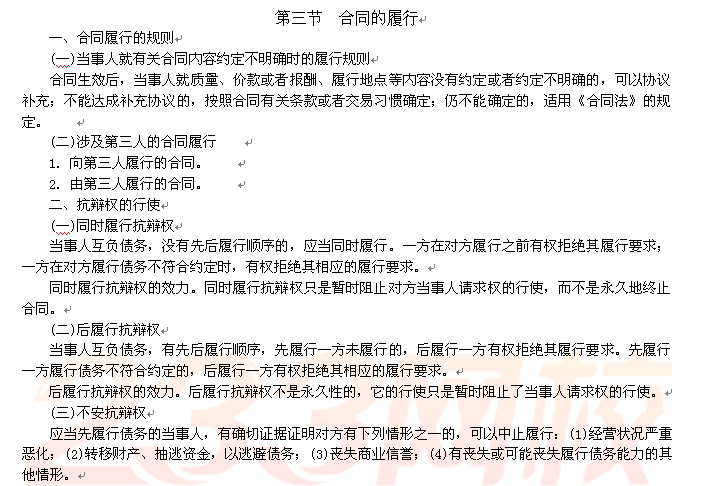 第三节　合同的履行
一、合同履行的规则
(一)当事人就有关合同内容约定不明确时的履行规则
合同生效后，当事人就质量、价款或者报酬、履行地点等内容没有约定或者约定不明确的，可以协议
补充；不能达成补充协议的，按照合同有关条款或者交易习惯确定；仍不能确定的，适用《合同法》的规
定。
(二)涉及第三人的合同履行
1. 向第三人履行的合同。
2. 由第三人履行的合同。
二、抗辩权的行使
(一)同时履行抗辩权
当事人互负债务，没有先后履行顺序的，应当同时履行。一方在对方履行之前有权拒绝其履行要求；
一方在对方履行债务不符合约定时，有权拒绝其相应的履行要求。
同时履行抗辩权的效力。同时履行抗辩权只是暂时阻止对方当事人请求权的行使，而不是永久地终止
合同。
(二)后履行抗辩权
当事人互负债务，有先后履行顺序，先履行一方未履行的，后履行一方有权拒绝其履行要求。先履行
一方履行债务不符合约定的，后履行一方有权拒绝其相应的履行要求。
后履行抗辩权的效力。后履行抗辩权不是永久性的，它的行使只是暂时阻止了当事人请求权的行使。
(三)不安抗辩权
应当先履行债务的当事人，有确切证据证明对方有下列情形之一的，可以中止履行：(1)经营状况严重
恶化；(2)转移财产、抽逃资金，以逃避债务；(3)丧失商业信誉；(4)有丧失或可能丧失履行债务能力的其
他情形。
233网校